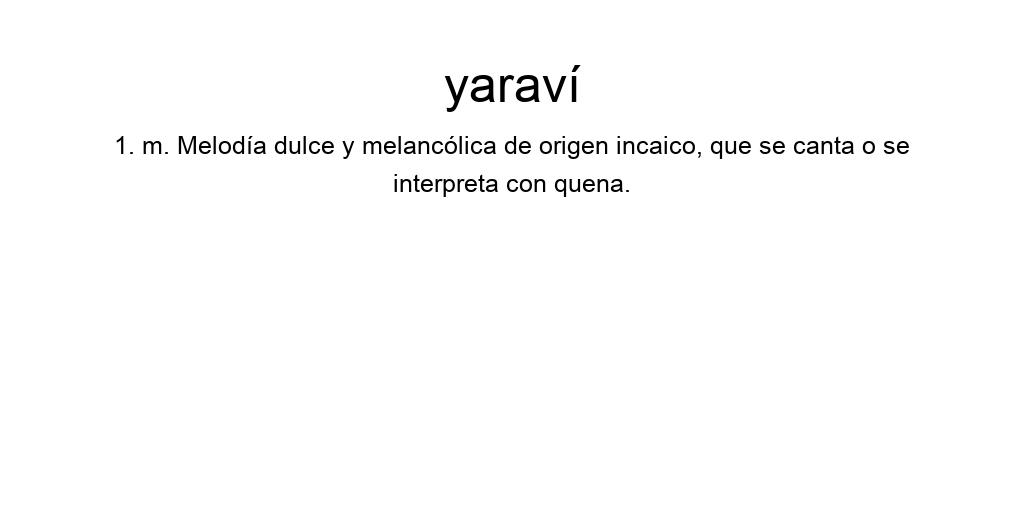 yaraví
1. m. Melodía dulce y melancólica de origen incaico, que se canta o se
interpreta con quena.